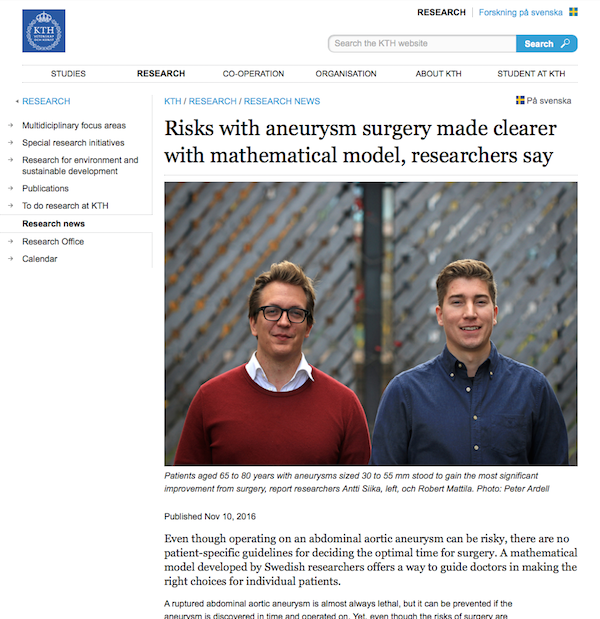 RESEARCH
Forskning på svenska
KTH
VETENSKAP
OCH KONST
Search the KTH website
Search
STUDIES
RESEARCH
CO-OPERATION
ORGANISATION
ABOUT KTH
STUDENT AT KTH
RESEARCH
Multidiciplinary focus areas
Special research initiatives
Research for environment and
sustainable development
Publications
To do research at KTH
Research news
Research Office
Calendar
KTH / RESEARCH / RESEARCH NEWS
På svenska
Risks with aneurysm surgery made clearer
with mathematical model, researchers say
Patients aged 65 to 80 years with aneurysms sized 30 to 55 mm stood to gain the most significant
improvement from surgery, report researchers Antti Siika, left, och Robert Mattila. Photo: Peter Ardell
Published Nov 10, 2016
Even though operating on an abdominal aortic aneurysm can be risky, there are no
patient-specific guidelines for deciding the optimal time for surgery. A mathematical
model developed by Swedish researchers offers a way to guide doctors in making the
right choices for individual patients.
A ruptured abdominal aortic aneurysm is almost always lethal, but it can be prevented if the
aneurysm is discovered in time and operated on. Yet, even though the risks of surgery are